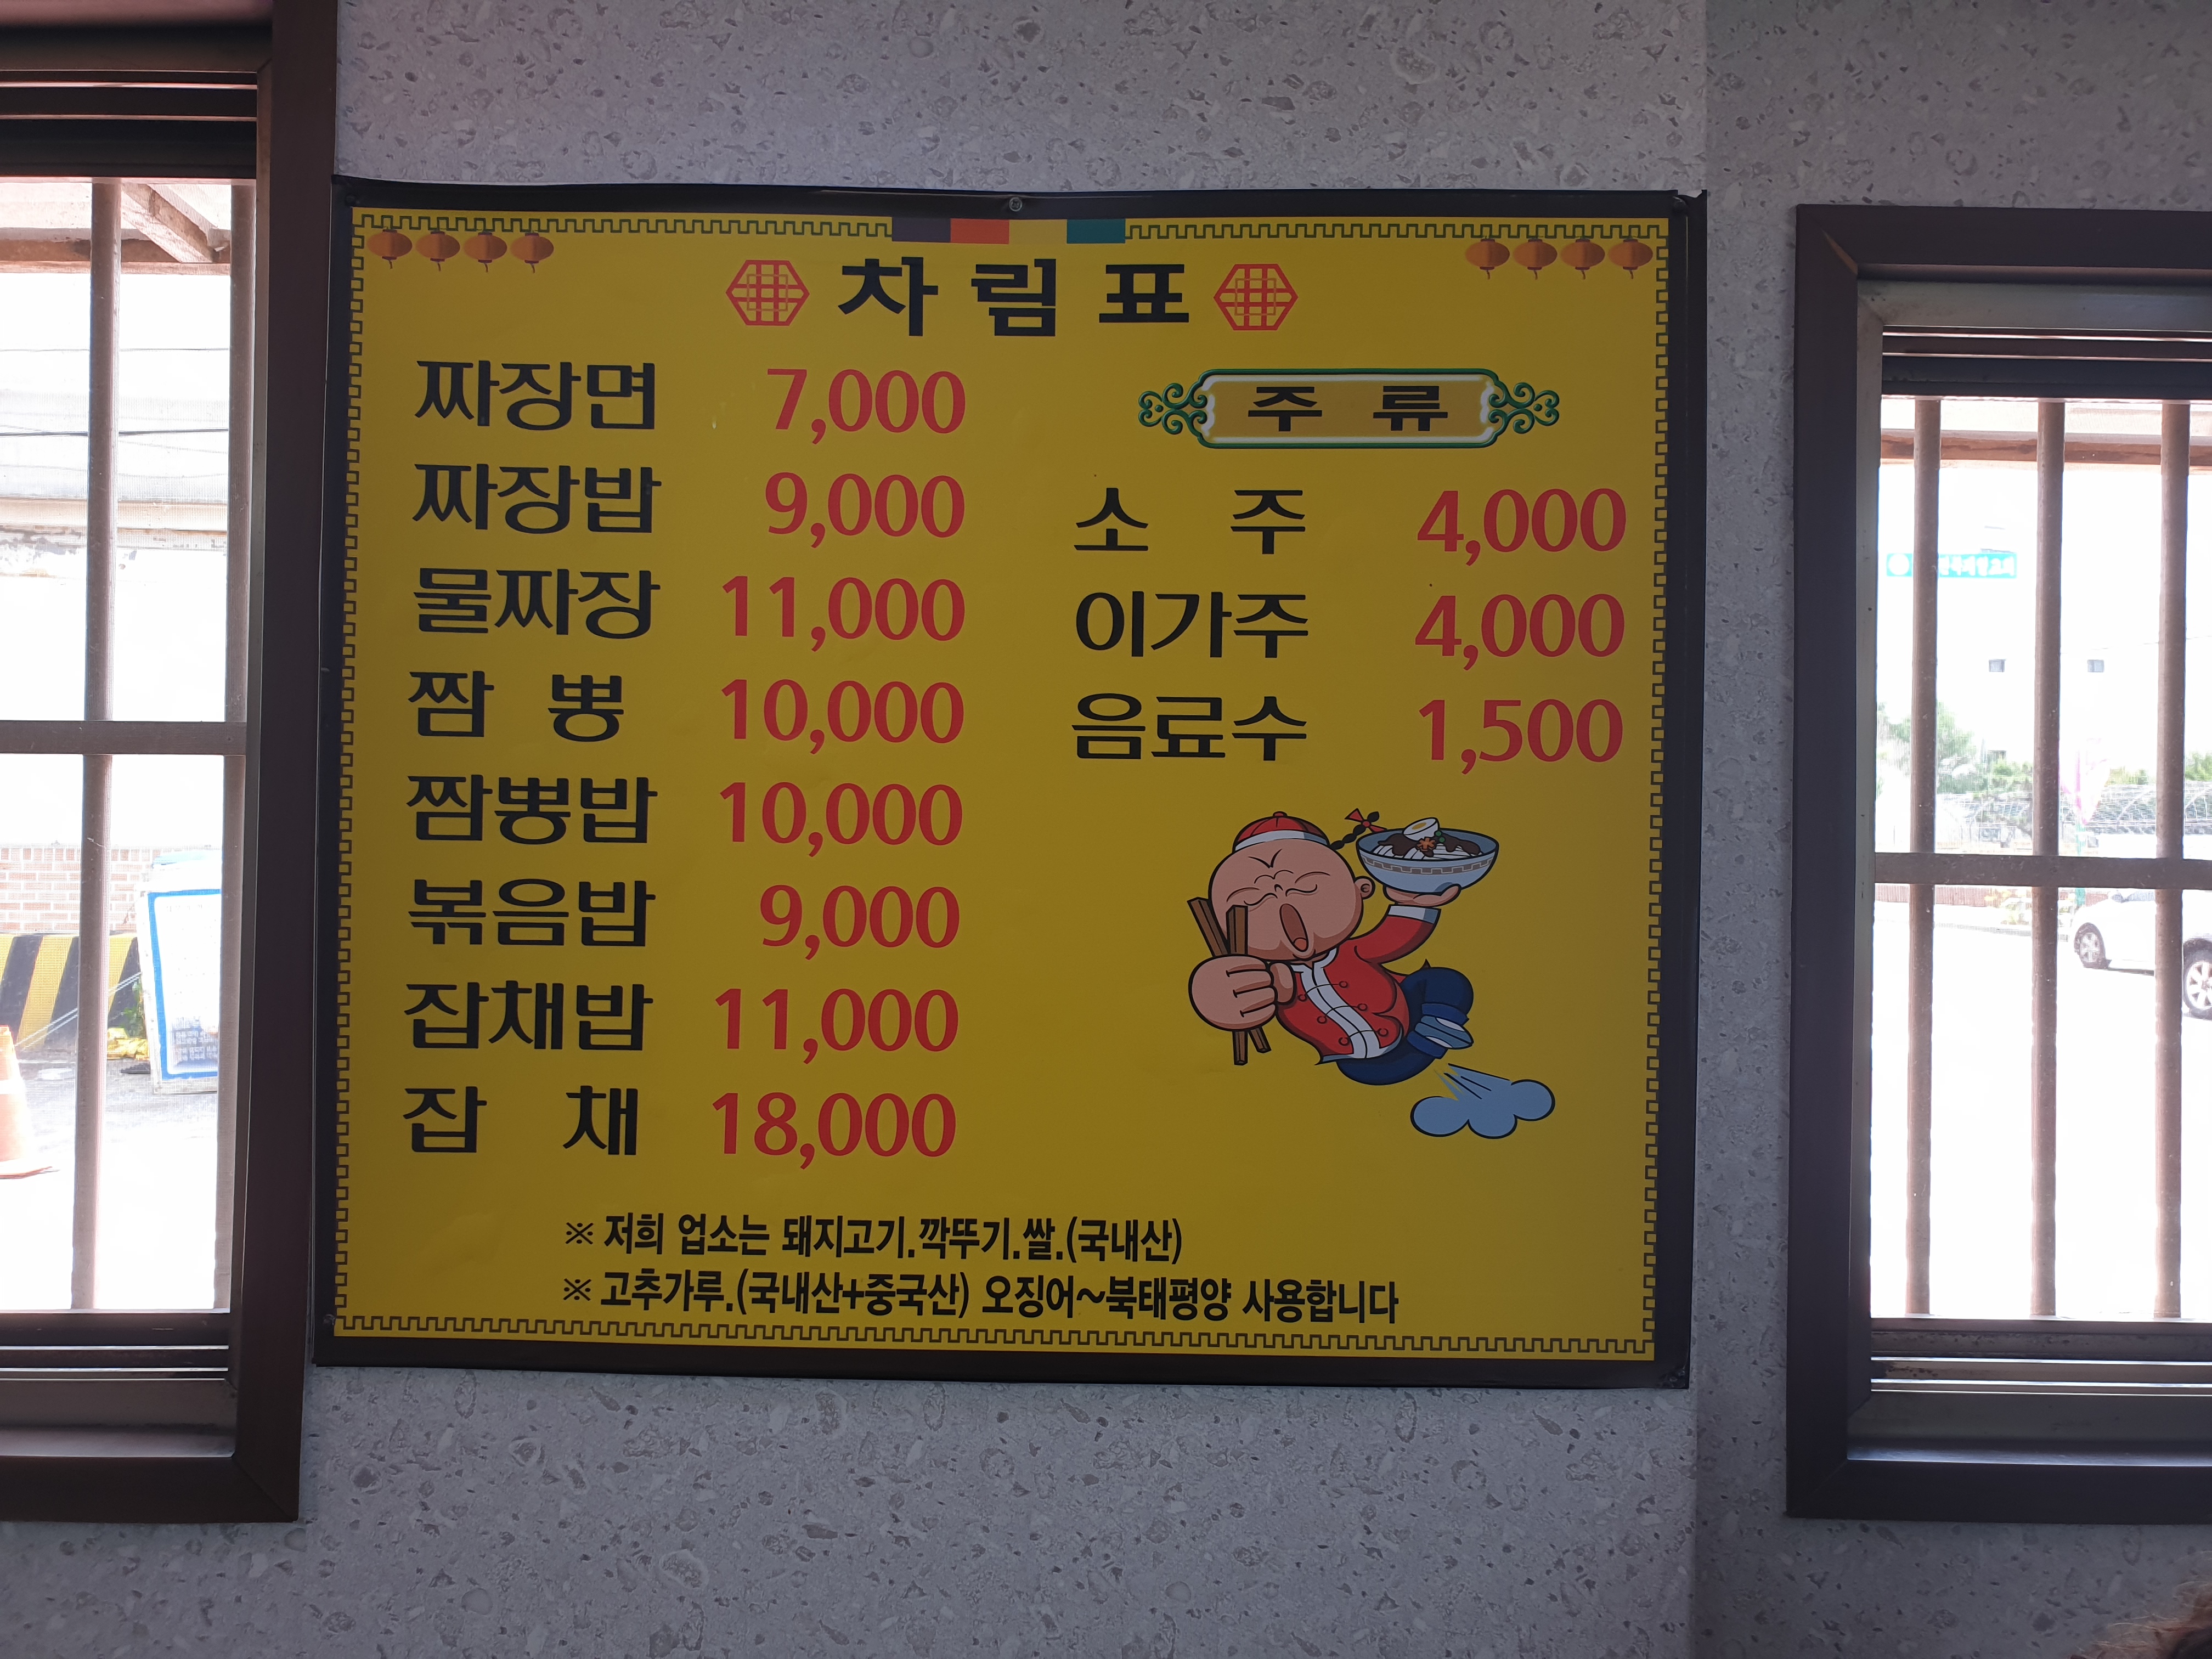 차림표
짜장면 7,000
짜장밥 9,000
물짜장 11,000
짬 뽕 10,000
짬뽕밥 10,000
볶음밥 9,000
잡채밥 11,000
잡 채 18,000
주 류
소 주 4,000
이가주 4,000
음료수 1,500
※ 저희 업소는 돼지고기.깍뚜기.쌀.(국내산)
※ 고추가루.(국내산+중국산) 오징어~북태평양 사용합니다